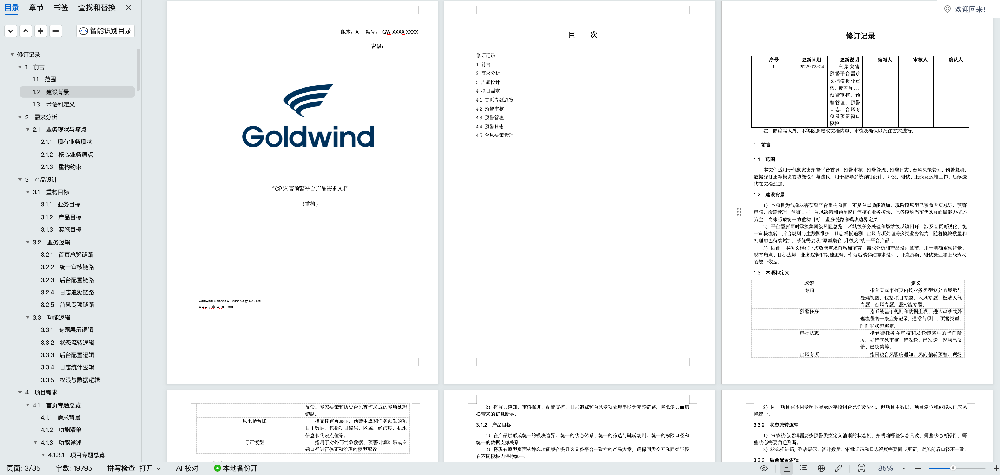 目录 章节 书签 查找和替换
智能识别目录
修订记录
1 前言
1.1 范围
1.2 建设背景
1.3 术语和定义
2 需求分析
2.1 业务现状与痛点
2.1.1 现有业务现状
2.1.2 核心业务痛点
2.1.3 重构约束
3 产品设计
3.1 重构目标
3.1.1 业务目标
3.1.2 产品目标
3.1.3 实施目标
3.2 业务逻辑
3.2.1 首页总览链路
3.2.2 统一审核链路
3.2.3 后台配置链路
3.2.4 日志追溯链路
3.2.5 台风专项链路
3.3 功能逻辑
3.3.1 专题展示逻辑
3.3.2 状态流转逻辑
3.3.3 后台配置逻辑
3.3.4 日志统计逻辑
3.3.5 权限与数据逻辑
4 项目需求
4.1 首页专题总览
4.1.1 需求背景
4.1.2 功能清单
4.1.3 功能详述
4.1.3.1 项目专题总览
版本：X 编号： GW-XXXX.XXXX
密级：
Goldwind
气象灾害预警平台产品需求文档
（重构）
Goldwind Science & Technology Co., Ltd.
www.goldwind.com
目 次
修订记录
1 前言
2 需求分析
3 产品设计
4 项目需求
4.1 首页专题总览
4.2 预警审核
4.3 预警管理
4.4 预警日志
4.5 台风决策管理
欢迎回来！
修订记录
序号 更新日期 更新说明 编写人 审核人 确认人
1 2026-03-24 气象灾害
预警平台需求
文档模板化重
构，覆盖首页、
预警审核、预
警管理、预警
日志、台风专
项及预留窗口
模块
注：除编写人外，不得随意更改文档内容，审核及确认以批注方式进行。
1 前言
1.1 范围
本文件适用于气象灾害预警平台首页、预警审核、预警管理、预警日志、台风决策管理、预警复盘、
数据源订正等模块的功能设计与迭代，用于指导系统详细设计、开发、测试、上线及运维工作。后续迭
代在文档追加。
1.2 建设背景
1）本项目为气象灾害预警平台重构项目，不是单点功能追加。现阶段原型已覆盖首页总览、预警
审核、预警管理、预警日志、台风决策和预留窗口等核心业务模块，但各模块当前仍以页面级能力描述
为主，尚未形成统一的重构目标、业务链路和模块边界定义。
2）平台需要同时承接集团级风险总览、区域级任务处理和场站级反馈闭环，涉及首页可视化、统
一审核流转、后台规则与主数据维护、日志看板追溯、台风专项处理等多类业务能力。随着模块数量和
处理角色持续增加，系统需要从“原型集合”升级为“统一平台产品”。
3）因此，本次文档在正式功能需求前增加前言、需求分析和产品设计章节，用于明确重构背景、
现有痛点、目标边界、业务逻辑和功能逻辑，作为后续详细需求设计、开发拆解、测试验证和上线验收
的统一依据。
1.3 术语和定义
术语 定义
专题 指首页或审核页内按业务类型划分的展示与
处理视图，包括项目专题、大风专题、极端天气
专题、台风专题、强对流专题。
预警任务 指系统基于规则和数据生成、进入审核或处
理流程的一条业务记录，通常与项目、预警类型、
时间和状态绑定。
审批状态 指预警任务在审核和发送链路中的当前阶
段，如待气象审核、待发送、已发送、现场已反
馈、已决策等。
台风专项 指围绕台风影响通知、风向偏转预警、现场
反馈、专家决策和历史台风查询形成的专项处理
链路。
风电场台账 指支撑首页展示、预警生成和任务派发的项
目主数据，包括项目编码、区域、经纬度、机组
信息和代表点位等。
订正模型 指用于对外部气象数据、预警计算结果或专
题口径进行修正和治理的模型配置。
2）将首页感知、审核推进、配置支撑、日志追踪和台风专项处理串联为完整链路，降低多页面切
换带来的信息断层。
3.1.2 产品目标
1）在产品层形成统一的模块边界、统一的状态体系、统一的筛选与跳转规则、统一的权限口径和
统一的数据支撑关系。
2）将现有原型页面从静态功能集合提升为具备平台一致性的产品方案，确保同类交互和同类字段
在不同模块内保持统一。
2）同一项目在不同专题下展示的字段组合允许差异化，但项目主数据、项目定位和跳转入口应保
持统一。
3.3.2 状态流转逻辑
1）审核状态逻辑需要按预警类型定义清晰的状态机，并明确哪些状态只读、哪些状态可操作、哪
些状态需要角色判断。
2）状态推进后，列表展示、统计数量、审批记录和日志留痕需要同步更新，避免前后口径不一致。
3.3.3 后台配置逻辑
页面: 3/35 字数: 19795 拼写检查: 打开 AI 校对 本地备份开 85%